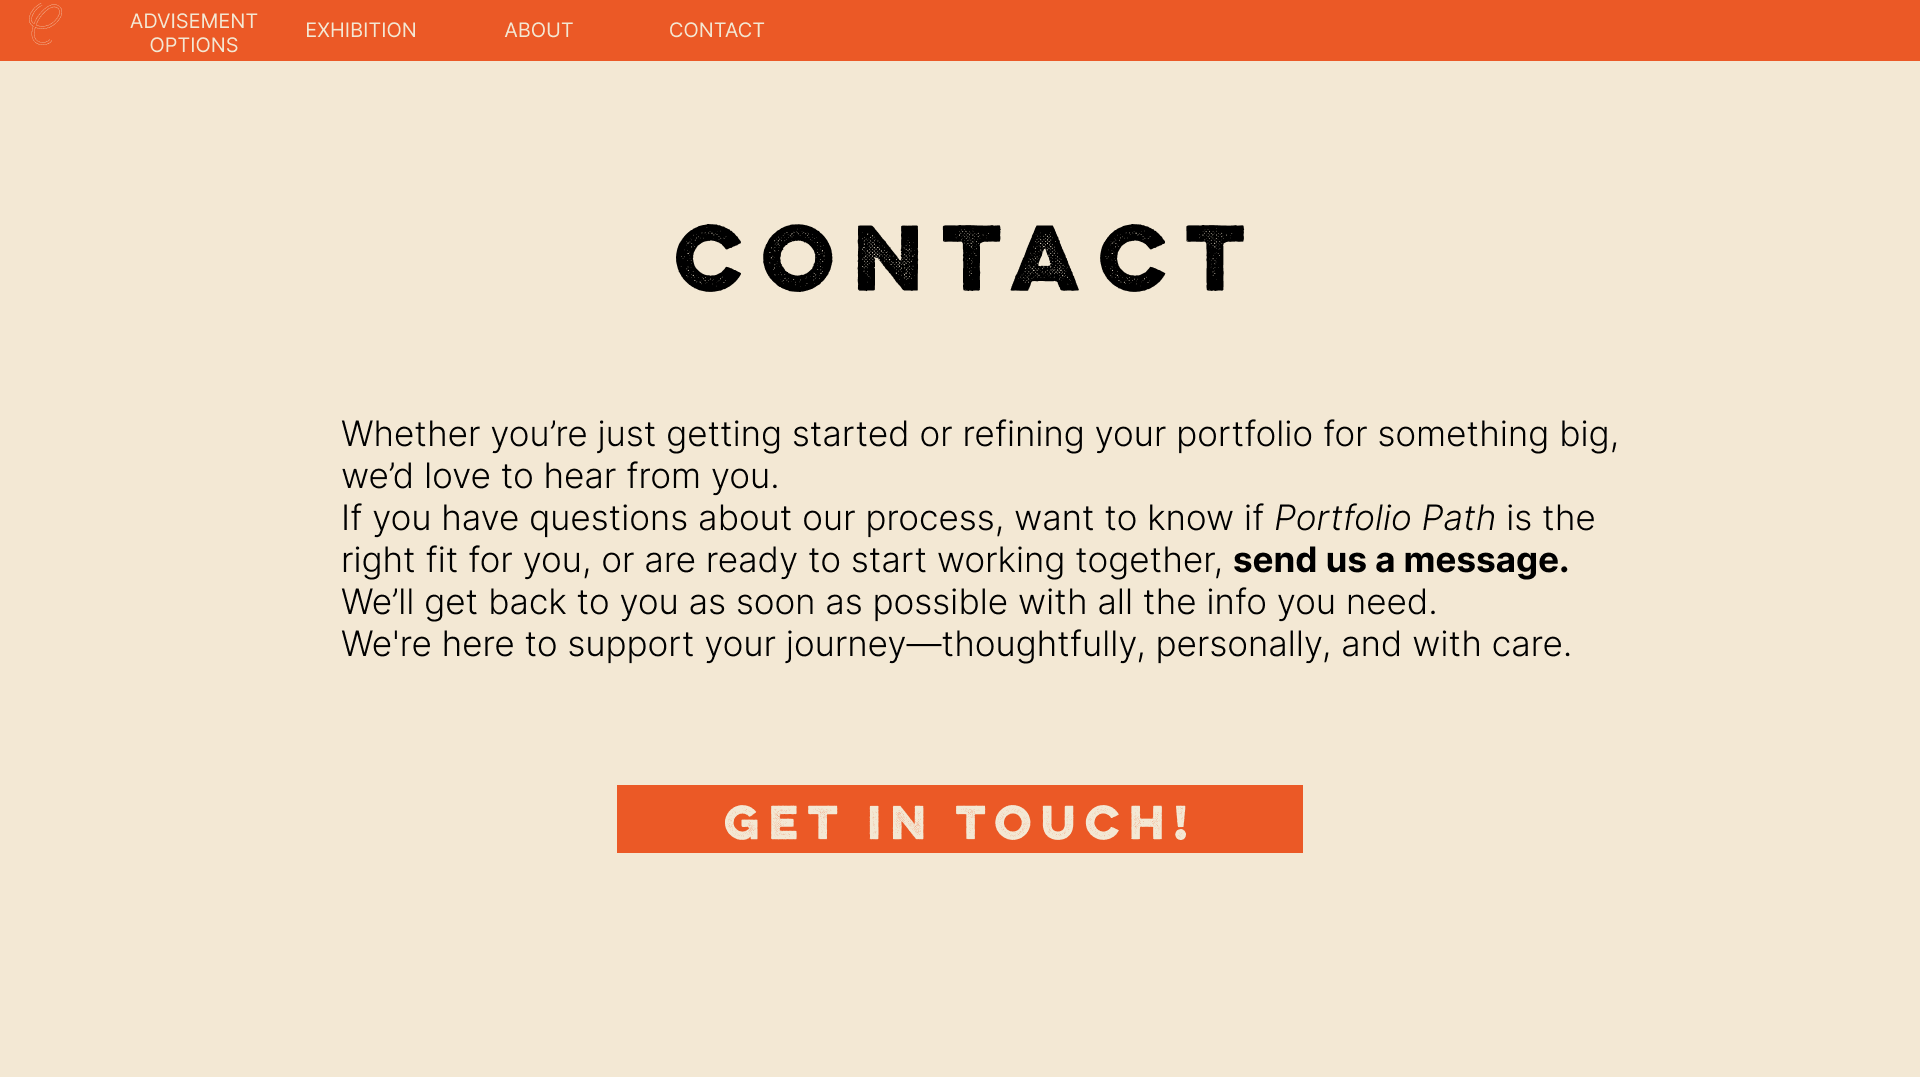 ADVISEMENT
OPTIONS
EXHIBITION
ABOUT
CONTACT
CONTACT
Whether you’re just getting started or refining your portfolio for something big,
we’d love to hear from you.
If you have questions about our process, want to know if Portfolio Path is the
right fit for you, or are ready to start working together, send us a message.
We’ll get back to you as soon as possible with all the info you need.
We're here to support your journey—thoughtfully, personally, and with care.
GET IN TOUCH!